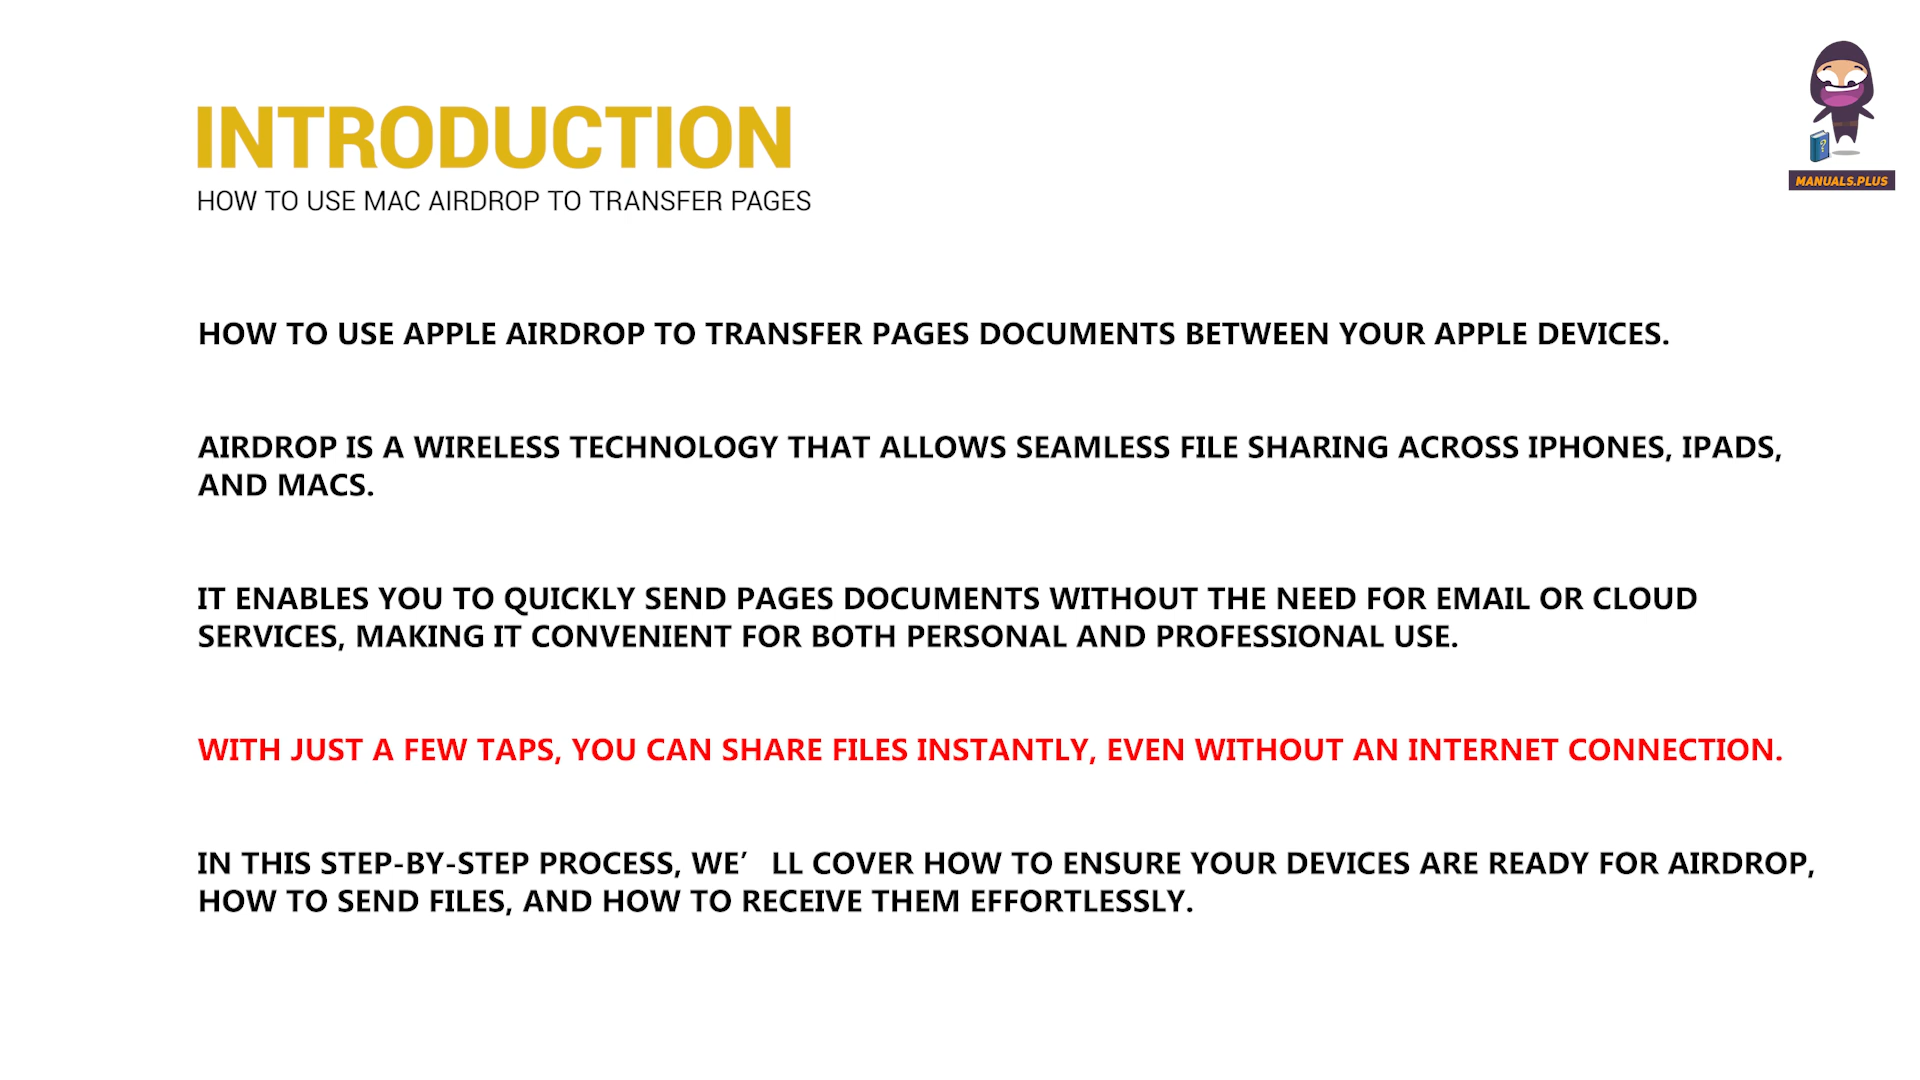 INTRODUCTION
HOW TO USE MAC AIRDROP TO TRANSFER PAGES
MANUALS.PLUS
HOW TO USE APPLE AIRDROP TO TRANSFER PAGES DOCUMENTS BETWEEN YOUR APPLE DEVICES.
AIRDROP IS A WIRELESS TECHNOLOGY THAT ALLOWS SEAMLESS FILE SHARING ACROSS IPHONES, IPADS,
AND MACS.
IT ENABLES YOU TO QUICKLY SEND PAGES DOCUMENTS WITHOUT THE NEED FOR EMAIL OR CLOUD
SERVICES, MAKING IT CONVENIENT FOR BOTH PERSONAL AND PROFESSIONAL USE.
WITH JUST A FEW TAPS, YOU CAN SHARE FILES INSTANTLY, EVEN WITHOUT AN INTERNET CONNECTION.
IN THIS STEP-BY-STEP PROCESS, WE’LL COVER HOW TO ENSURE YOUR DEVICES ARE READY FOR AIRDROP,
HOW TO SEND FILES, AND HOW TO RECEIVE THEM EFFORTLESSLY.